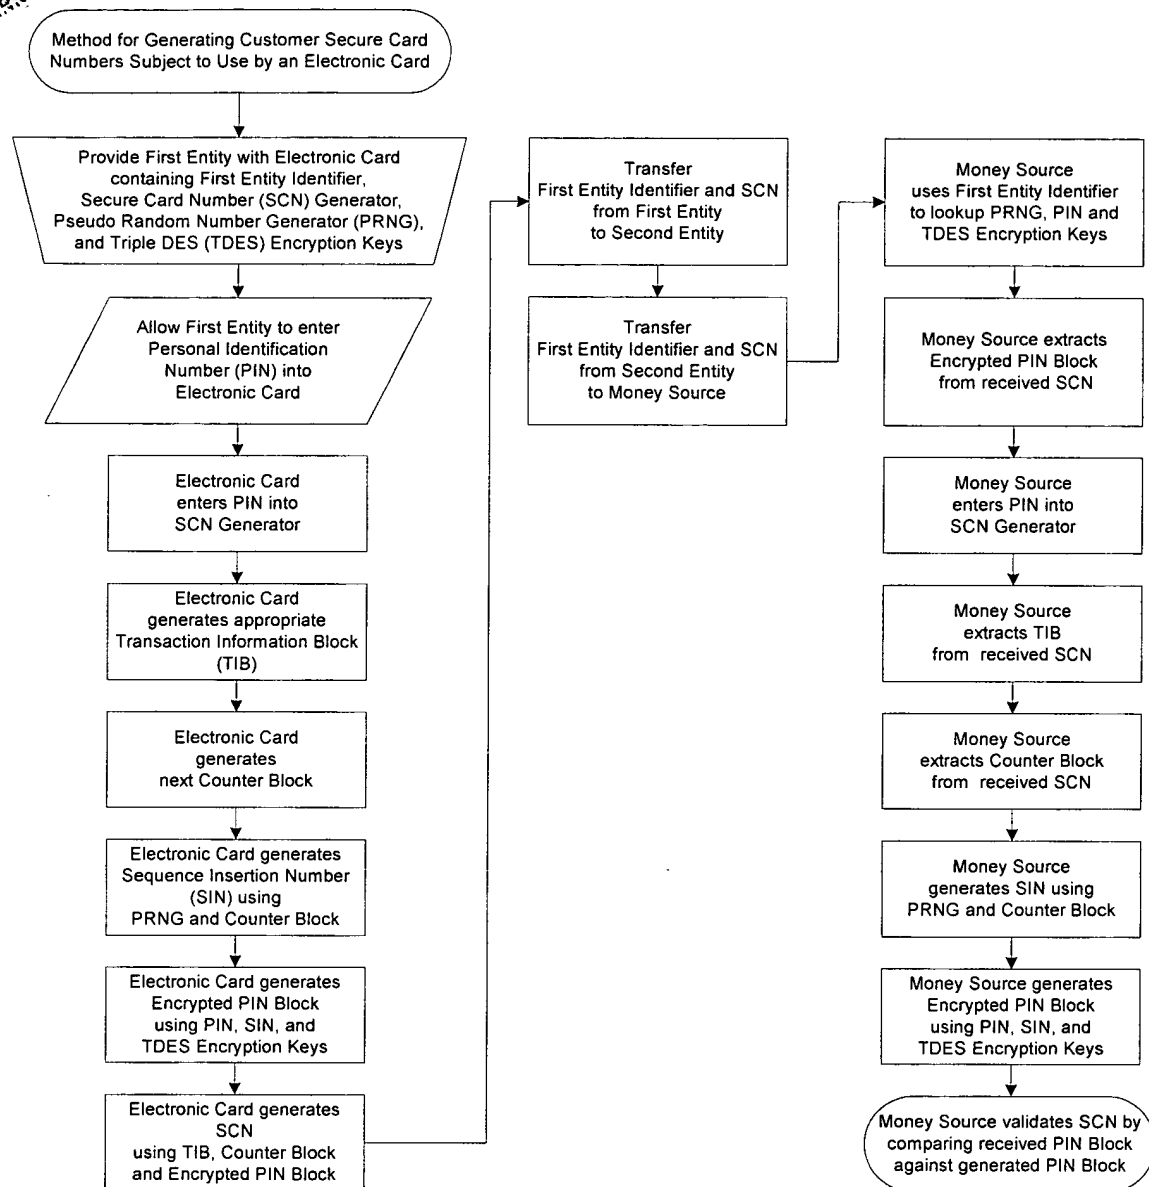 Method for Generating Customer Secure Card
Numbers Subject to Use by an Electronic Card
Provide First Entity with Electronic Card
containing First Entity Identifier,
Secure Card Number (SCN) Generator,
Pseudo Random Number Generator (PRNG),
and Triple DES (TDES) Encryption Keys
Allow First Entity to enter
Personal Identification
Number (PIN) into
Electronic Card
Electronic Card
enters PIN into
SCN Generator
Electronic Card
generates appropriate
Transaction Information Block
(TIB)
Electronic Card
generates
next Counter Block
Electronic Card generates
Sequence Insertion Number
(SIN) using
PRNG and Counter Block
Electronic Card generates
Encrypted PIN Block
using PIN, SIN, and
TDES Encryption Keys
Electronic Card generates
SCN
using TIB, Counter Block
and Encrypted PIN Block
Transfer
First Entity Identifier and SCN
from First Entity
to Second Entity
Transfer
First Entity Identifier and SCN
from Second Entity
to Money Source
Money Source
uses First Entity Identifier
to lookup PRNG, PIN and
TDES Encryption Keys
Money Source extracts
Encrypted PIN Block
from received SCN
Money Source
enters PIN into
SCN Generator
Money Source
extracts TIB
from received SCN
Money Source
extracts Counter Block
from received SCN
Money Source
generates SIN using
PRNG and Counter Block
Money Source generates
Encrypted PIN Block
using PIN, SIN, and
TDES Encryption Keys
Money Source validates SCN by
comparing received PIN Block
against generated PIN Block